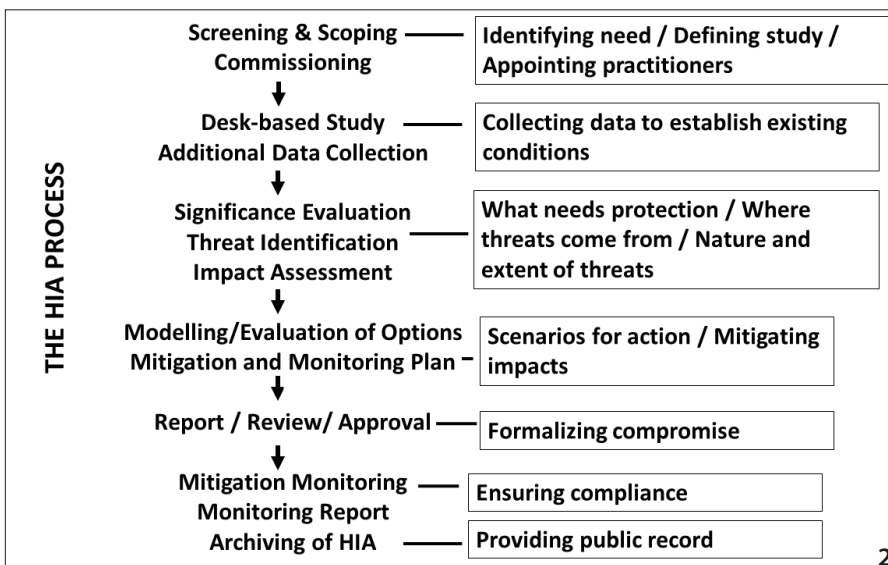 THE HIA PROCESS
Screening & Scoping
Commissioning
Identifying need / Defining study /
Appointing practitioners
Desk-based Study
Additional Data Collection
Collecting data to establish existing
conditions
Significance Evaluation
Threat Identification
Impact Assessment
What needs protection / Where
threats come from / Nature and
extent of threats
Modelling/Evaluation of Options
Mitigation and Monitoring Plan
Scenarios for action / Mitigating
impacts
Report / Review/ Approval
Formalizing compromise
Mitigation Monitoring
Monitoring Report
Archiving of HIA
Ensuring compliance
Providing public record
2